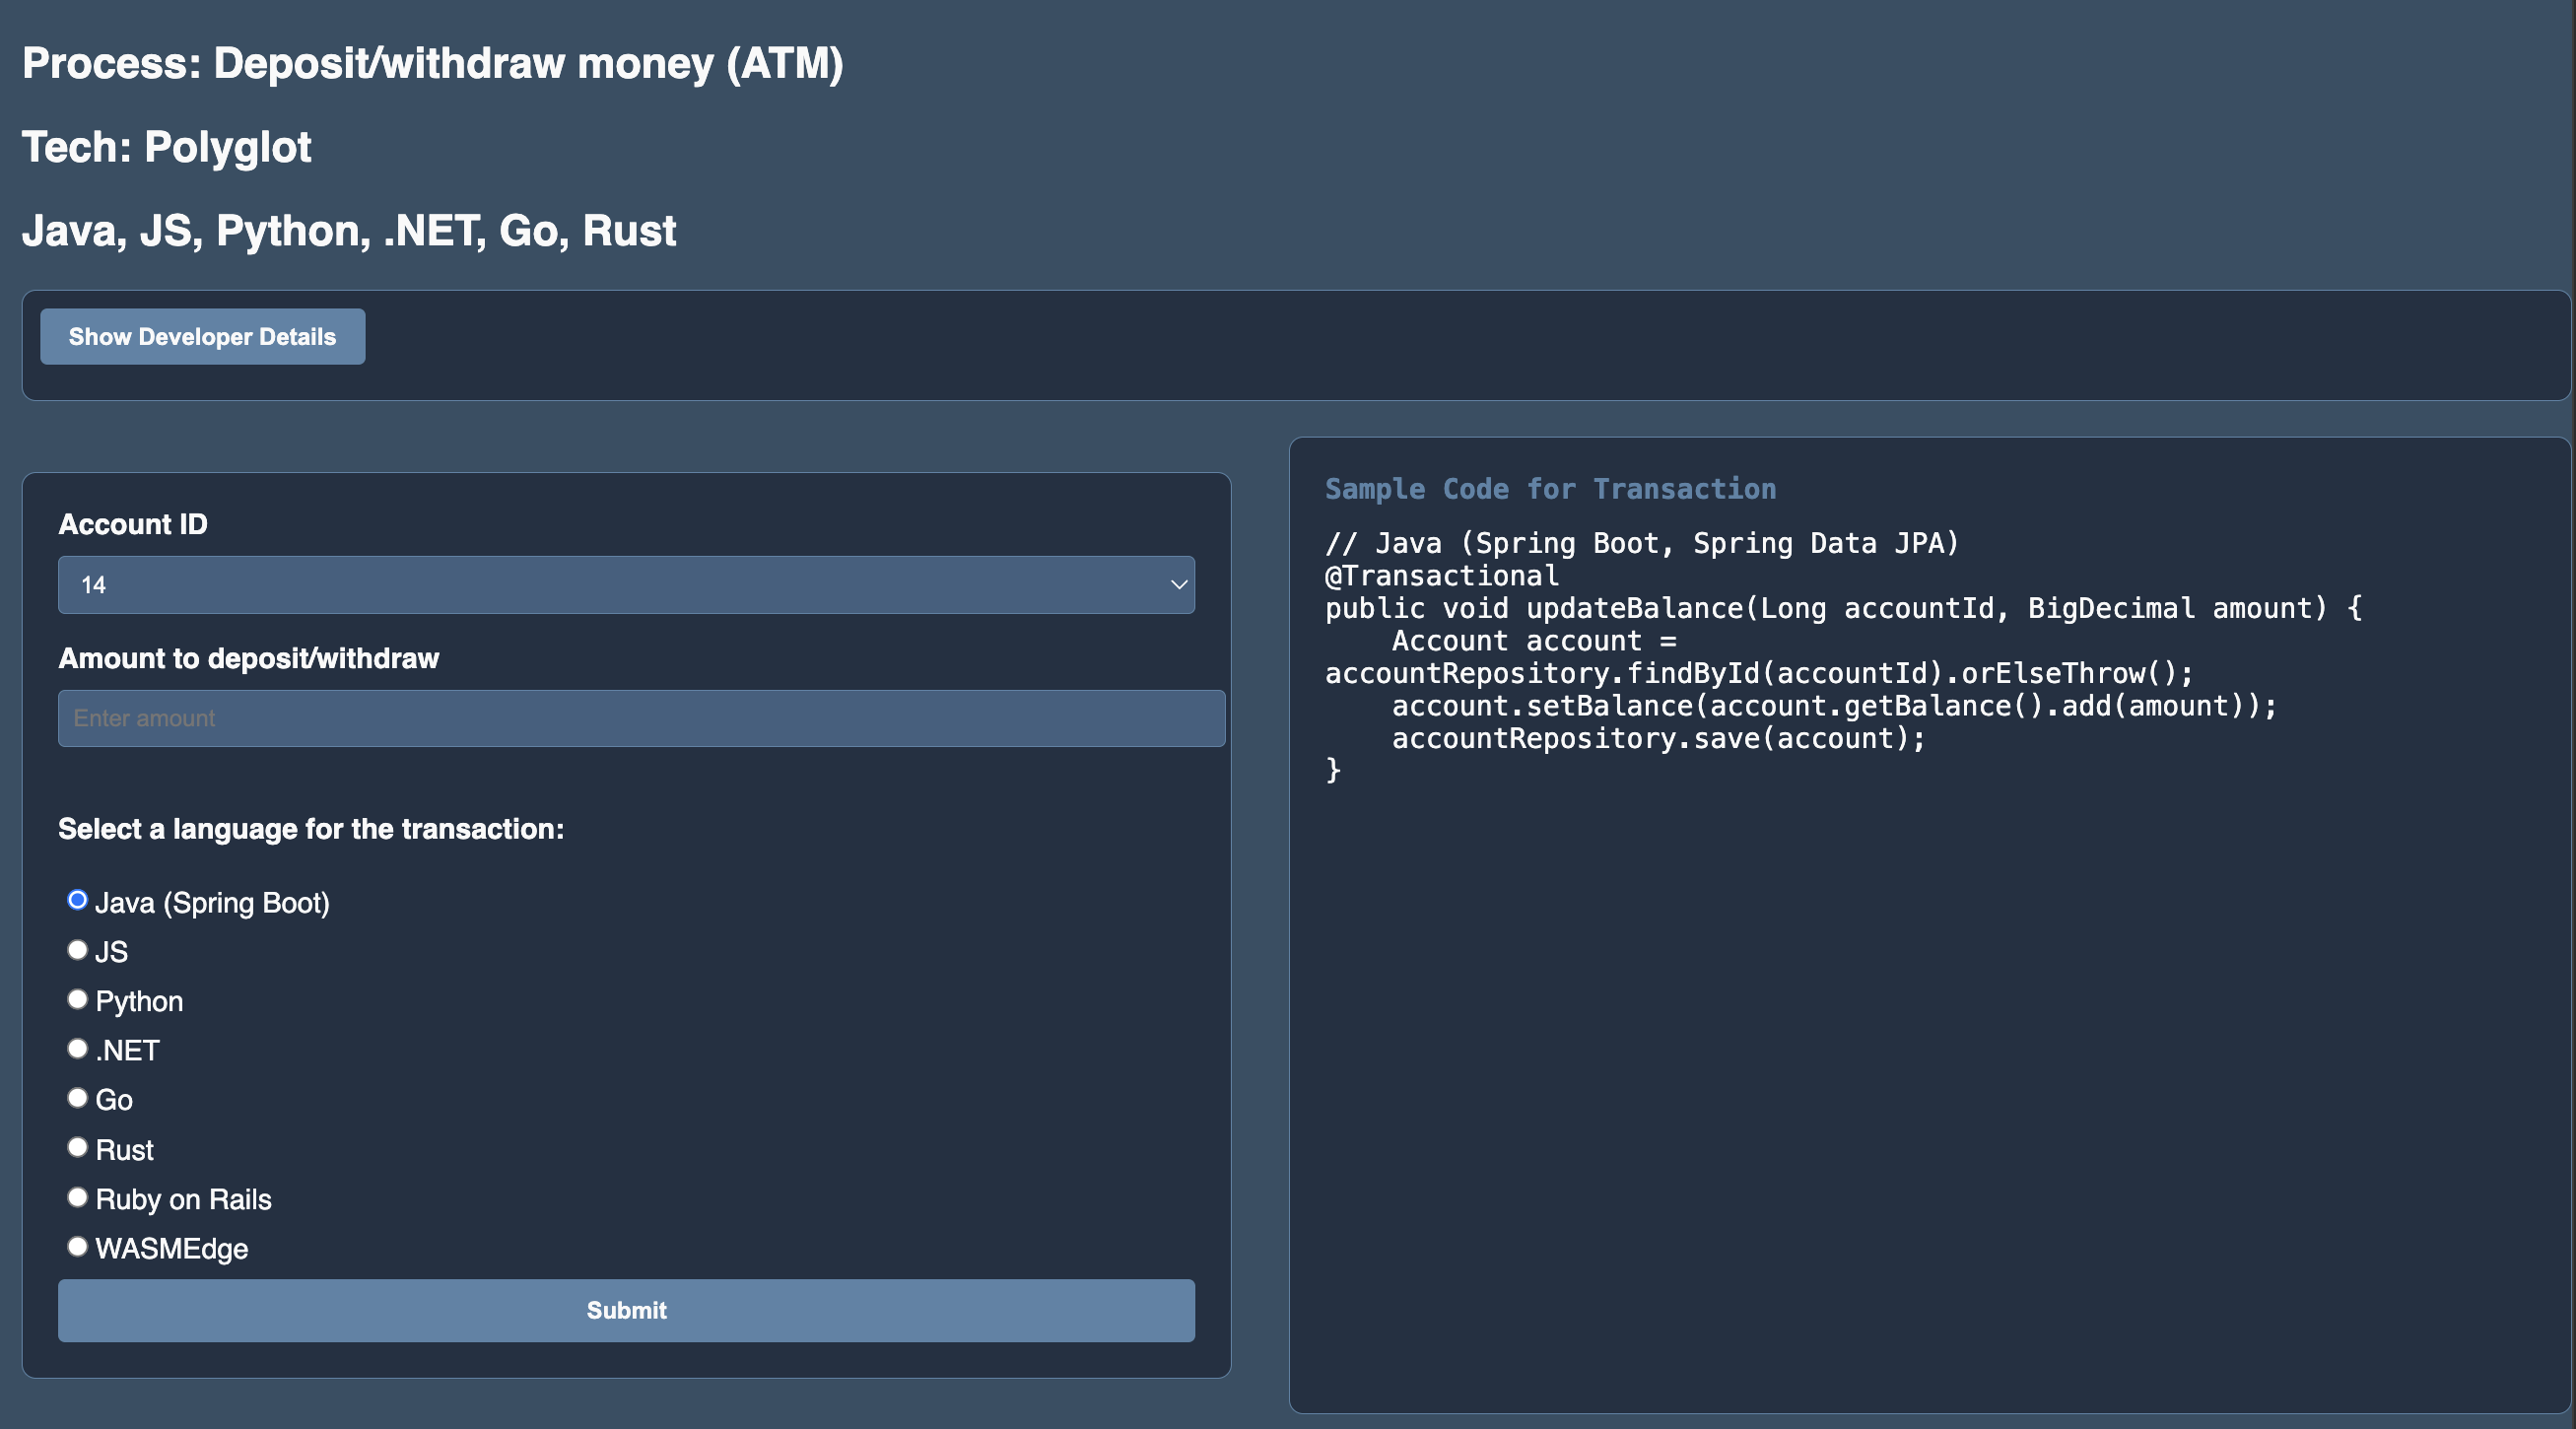 Process: Deposit/withdraw money (ATM)
Tech: Polyglot
Java, JS, Python, .NET, Go, Rust
Show Developer Details
Account ID
14
Amount to deposit/withdraw
Enter amount
Select a language for the transaction:
Java (Spring Boot)
JS
Python
.NET
Go
Rust
Ruby on Rails
WASMEdge
Submit
Sample Code for Transaction
// Java (Spring Boot, Spring Data JPA)
@Transactional
public void updateBalance(Long accountId, BigDecimal amount) {
    Account account =
accountRepository.findById(accountId).orElseThrow();
    account.setBalance(account.getBalance().add(amount));
    accountRepository.save(account);
}